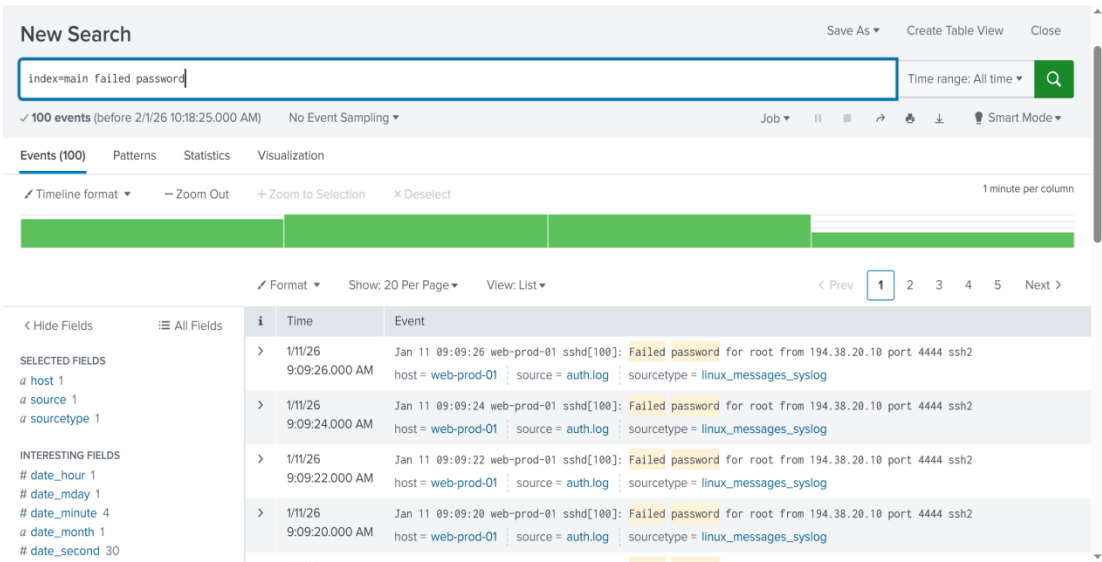 New Search
Save As ▾ Create Table View Close
index=main failed password
Time range: All time ▾
✓ 100 events (before 2/1/26 10:18:25.000 AM) No Event Sampling ▾
Job ▾ Smart Mode ▾
Events (100) Patterns Statistics Visualization
Timeline format ▾ — Zoom Out + Zoom to Selection × Deselect
1 minute per column
Format ▾ Show: 20 Per Page ▾ View: List ▾
< Prev 1 2 3 4 5 Next >
< Hide Fields All Fields
i Time Event
SELECTED FIELDS
a host 1
a source 1
a sourcetype 1
INTERESTING FIELDS
# date_hour 1
# date_mday 1
# date_minute 4
a date_month 1
# date_second 30
> 1/11/26 Jan 11 09:09:26 web-prod-01 sshd[100]: Failed password for root from 194.38.20.10 port 4444 ssh2
9:09:26.000 AM host = web-prod-01 source = auth.log sourcetype = linux_messages_syslog
> 1/11/26 Jan 11 09:09:24 web-prod-01 sshd[100]: Failed password for root from 194.38.20.10 port 4444 ssh2
9:09:24.000 AM host = web-prod-01 source = auth.log sourcetype = linux_messages_syslog
> 1/11/26 Jan 11 09:09:22 web-prod-01 sshd[100]: Failed password for root from 194.38.20.10 port 4444 ssh2
9:09:22.000 AM host = web-prod-01 source = auth.log sourcetype = linux_messages_syslog
> 1/11/26 Jan 11 09:09:20 web-prod-01 sshd[100]: Failed password for root from 194.38.20.10 port 4444 ssh2
9:09:20.000 AM host = web-prod-01 source = auth.log sourcetype = linux_messages_syslog